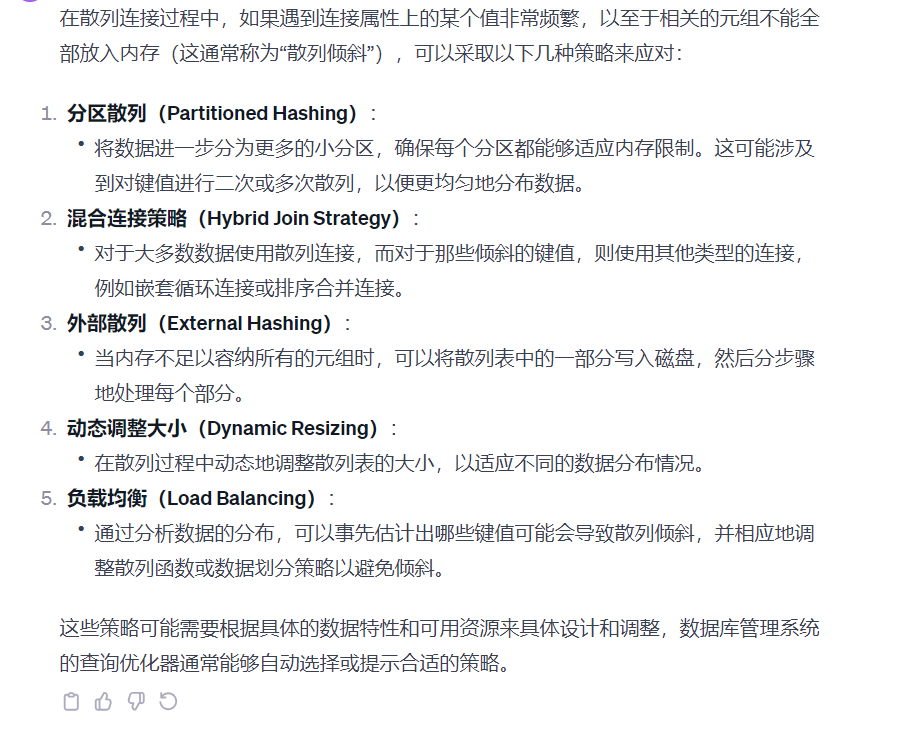 在散列连接过程中，如果遇到连接属性上的某个值非常频繁，以至于相关的元组不能全
部放入内存（这通常称为“散列倾斜”），可以采取以下几种策略来应对：
1. 分区散列（Partitioned Hashing）：
• 将数据进一步分为更多的小分区，确保每个分区都能够适应内存限制。这可能涉及
到对键值进行二次或多次散列，以便更均匀地分布数据。
2. 混合连接策略（Hybrid Join Strategy）：
• 对于大多数数据使用散列连接，而对于那些倾斜的键值，则使用其他类型的连接，
例如嵌套循环连接或排序合并连接。
3. 外部散列（External Hashing）：
• 当内存不足以容纳所有的元组时，可以将散列表中的一部分写入磁盘，然后分步骤
地处理每个部分。
4. 动态调整大小（Dynamic Resizing）：
• 在散列过程中动态地调整散列表的大小，以适应不同的数据分布情况。
5. 负载均衡（Load Balancing）：
• 通过分析数据的分布，可以事先估计出哪些键值可能会导致散列倾斜，并相应地调
整散列函数或数据划分策略以避免倾斜。
这些策略可能需要根据具体的数据特性和可用资源来具体设计和调整，数据库管理系统
的查询优化器通常能够自动选择或提示合适的策略。